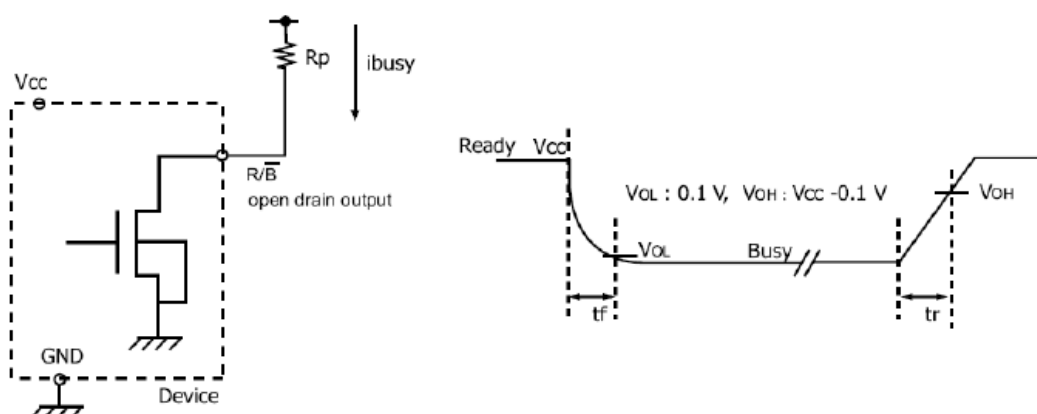 Rp
ibusy
Vcc
R/B̅
open drain output
GND
Device
Ready Vcc
VOL : 0.1 V, VOH : VCC -0.1 V
VOH
VOL
Busy
tf
tr